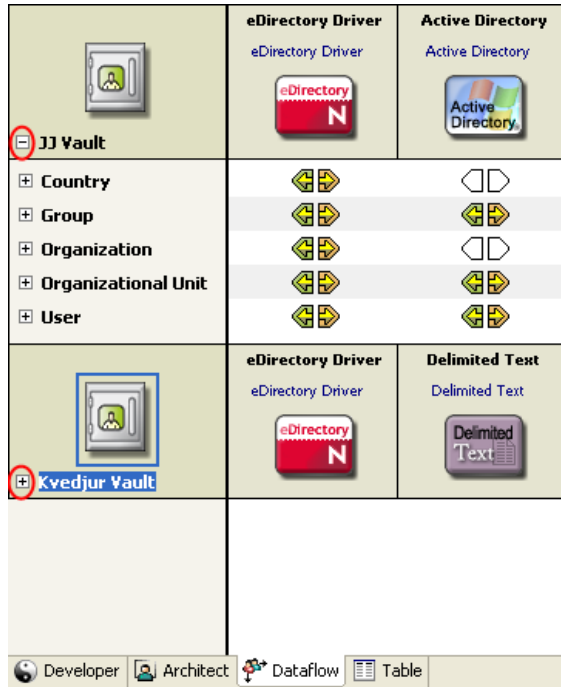 eDirectory Driver
Active Directory
eDirectory Driver
Active Directory
eDirectory
N
Active
Directory
JJ Vault
Country
Group
Organization
Organizational Unit
User
eDirectory Driver
Delimited Text
eDirectory Driver
Delimited Text
eDirectory
N
Delimited
Text
Kvedjur Vault
Developer
Architect
Dataflow
Table